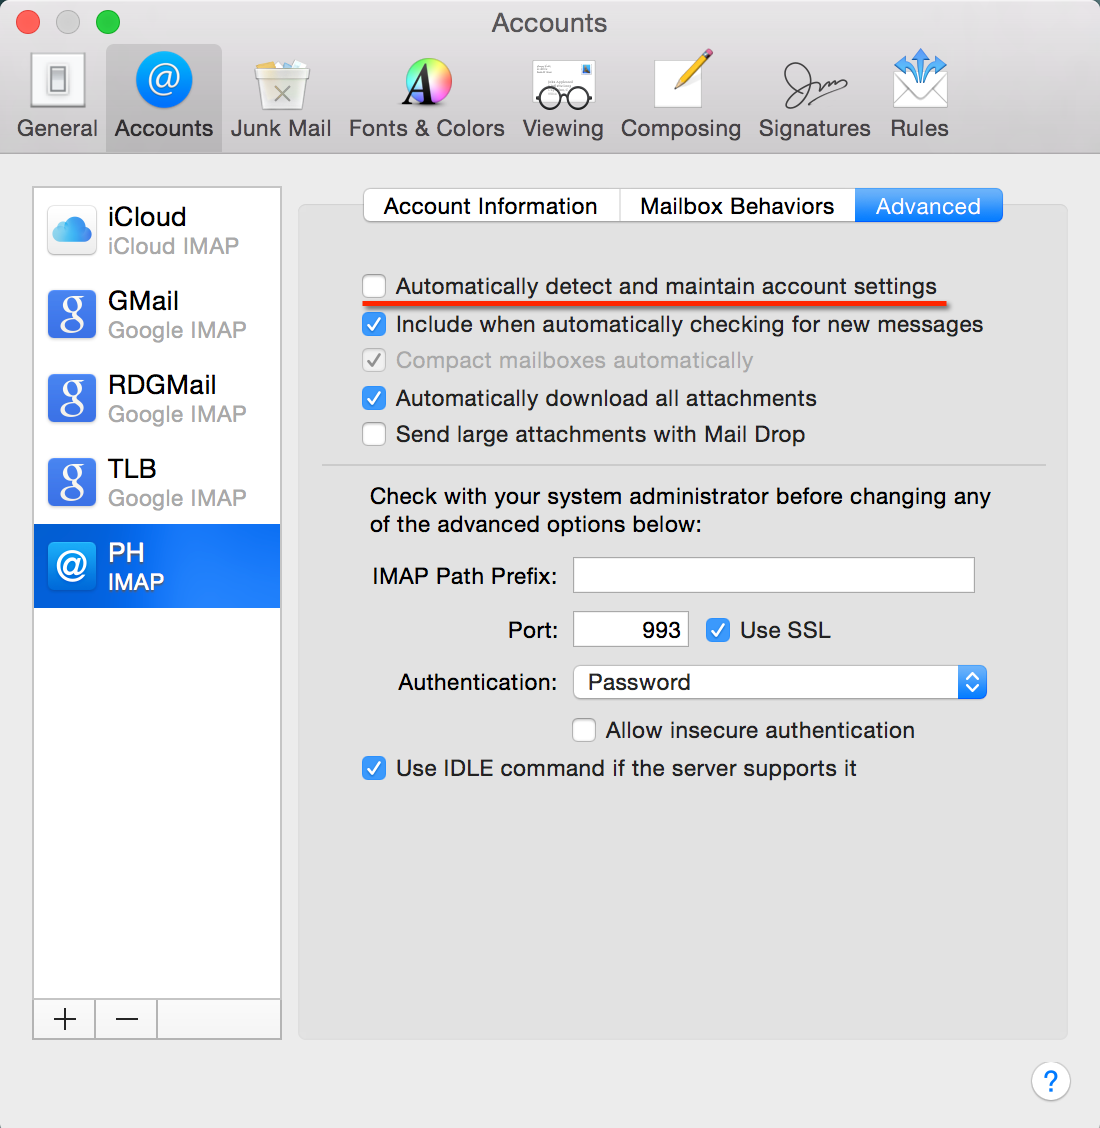 Accounts
General
Accounts
Junk Mail
Fonts & Colors
Viewing
Composing
Signatures
Rules
iCloud
iCloud IMAP
GMail
Google IMAP
RDGMail
Google IMAP
TLB
Google IMAP
PH
IMAP
Account Information
Mailbox Behaviors
Advanced
Automatically detect and maintain account settings
Include when automatically checking for new messages
Compact mailboxes automatically
Automatically download all attachments
Send large attachments with Mail Drop
Check with your system administrator before changing any
of the advanced options below:
IMAP Path Prefix:
Port: 993 Use SSL
Authentication: Password
Allow insecure authentication
Use IDLE command if the server supports it
?